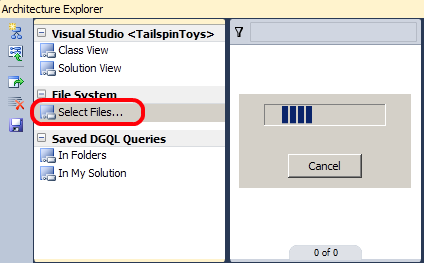 Architecture Explorer
Visual Studio <TailspinToys>
Class View
Solution View
File System
Select Files...
Saved DGQL Queries
In Folders
In My Solution
Cancel
0 of 0